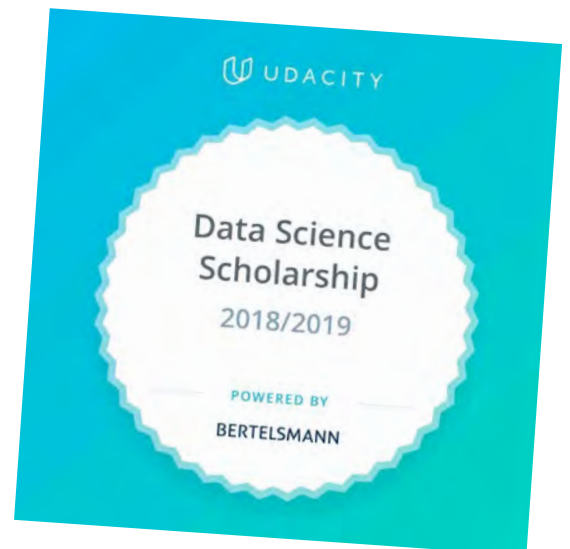 UDACITY
Data Science
Scholarship
2018/2019
POWERED BY
BERTELSMANN